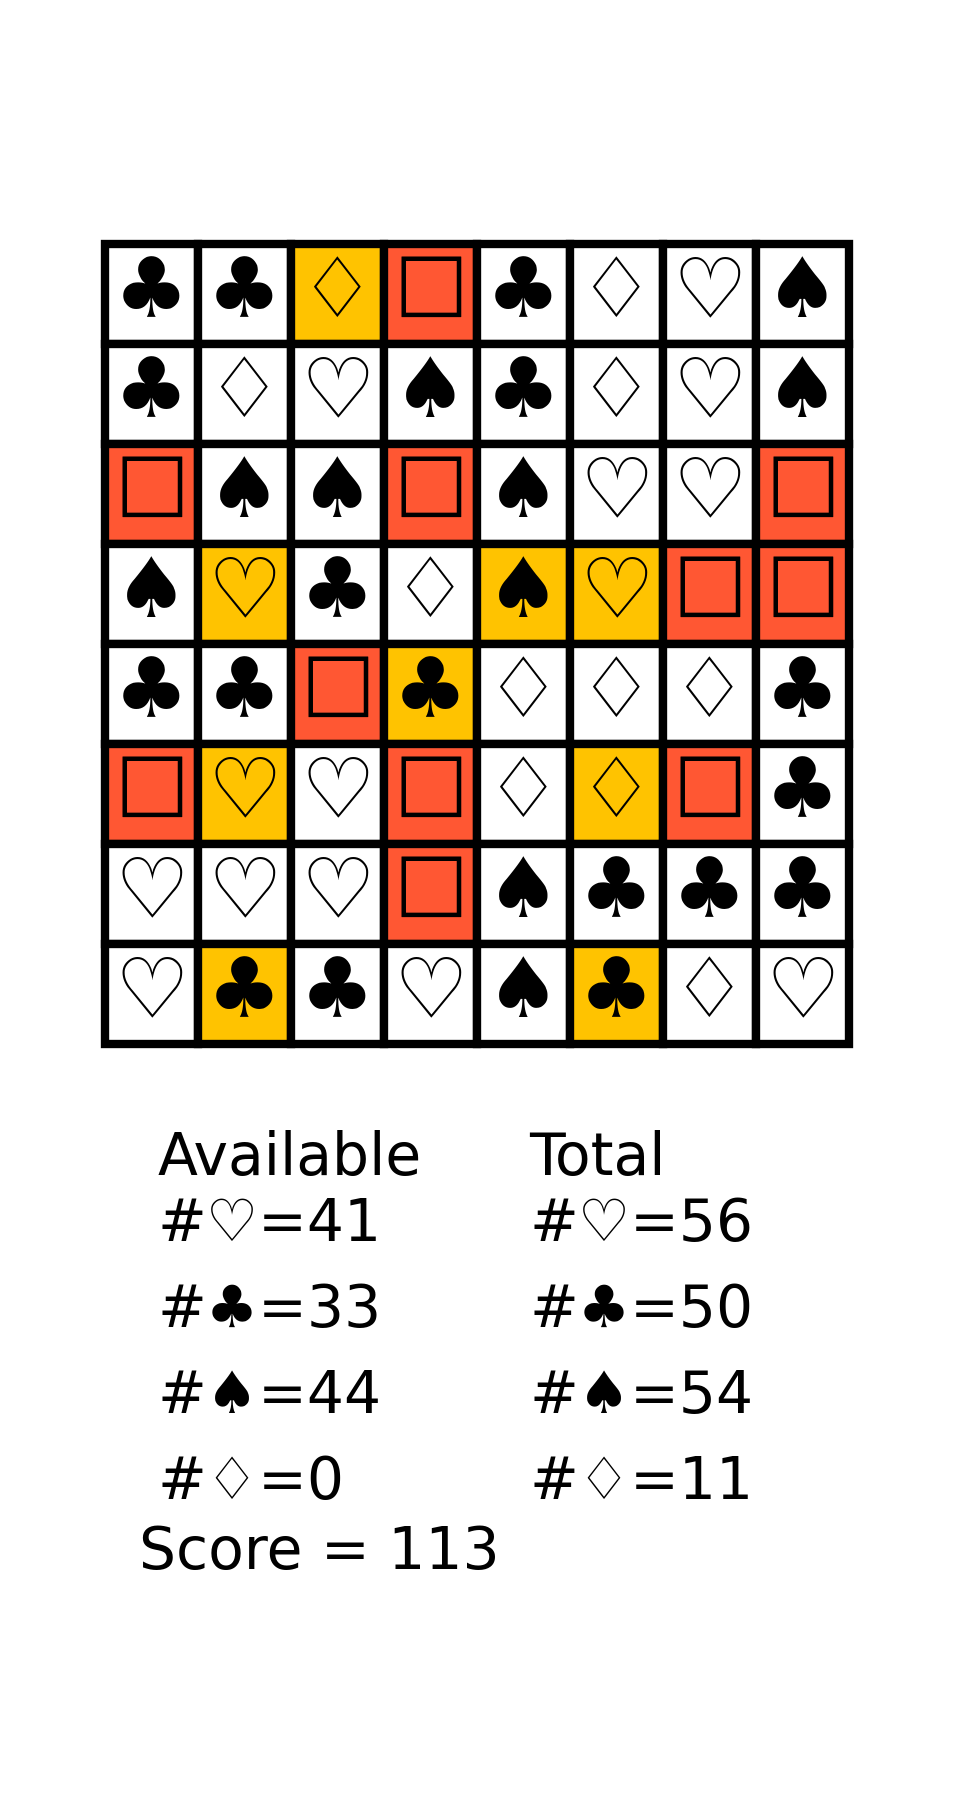 ♣ ♣ ♢ □ ♣ ♢ ♡ ♠
♣ ♢ ♡ ♠ ♣ ♢ ♡ ♠
□ ♠ ♠ □ ♠ ♡ ♡ □
♠ ♡ ♣ ♢ ♠ ♡ □ □
♣ ♣ □ ♣ ♢ ♢ ♢ ♣
□ ♡ ♡ □ ♢ ♢ □ ♣
♡ ♡ ♡ □ ♠ ♣ ♣ ♣
♡ ♣ ♣ ♡ ♠ ♣ ♢ ♡
Available Total
#♡=41 #♡=56
#♣=33 #♣=50
#♠=44 #♠=54
#♢=0 #♢=11
Score = 113